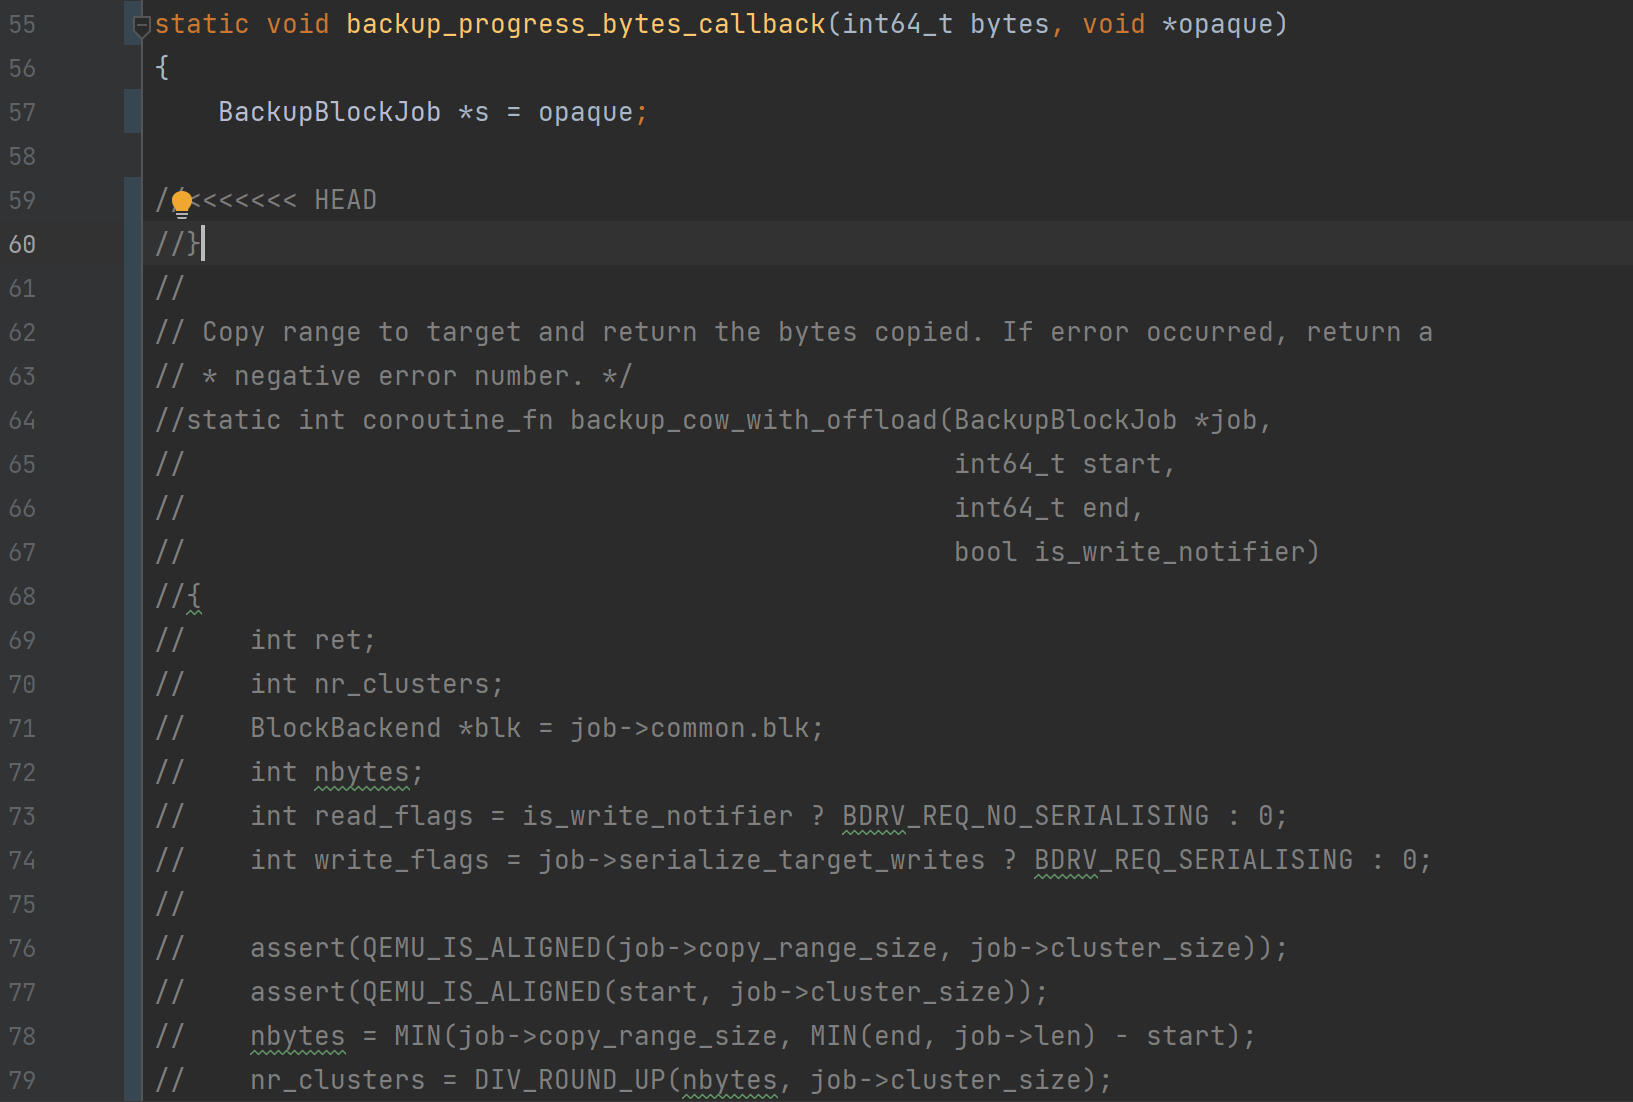 55 static void backup_progress_bytes_callback(int64_t bytes, void *opaque)
56 {
57     BackupBlockJob *s = opaque;
58
59 //<<<<<<< HEAD
60 //}
61 //
62 // Copy range to target and return the bytes copied. If error occurred, return a
63 // * negative error number. */
64 //static int coroutine_fn backup_cow_with_offload(BackupBlockJob *job,
65 //                                                int64_t start,
66 //                                                int64_t end,
67 //                                                bool is_write_notifier)
68 //{
69 //    int ret;
70 //    int nr_clusters;
71 //    BlockBackend *blk = job->common.blk;
72 //    int nbytes;
73 //    int read_flags = is_write_notifier ? BDRV_REQ_NO_SERIALISING : 0;
74 //    int write_flags = job->serialize_target_writes ? BDRV_REQ_SERIALISING : 0;
75 //
76 //    assert(QEMU_IS_ALIGNED(job->copy_range_size, job->cluster_size));
77 //    assert(QEMU_IS_ALIGNED(start, job->cluster_size));
78 //    nbytes = MIN(job->copy_range_size, MIN(end, job->len) - start);
79 //    nr_clusters = DIV_ROUND_UP(nbytes, job->cluster_size);